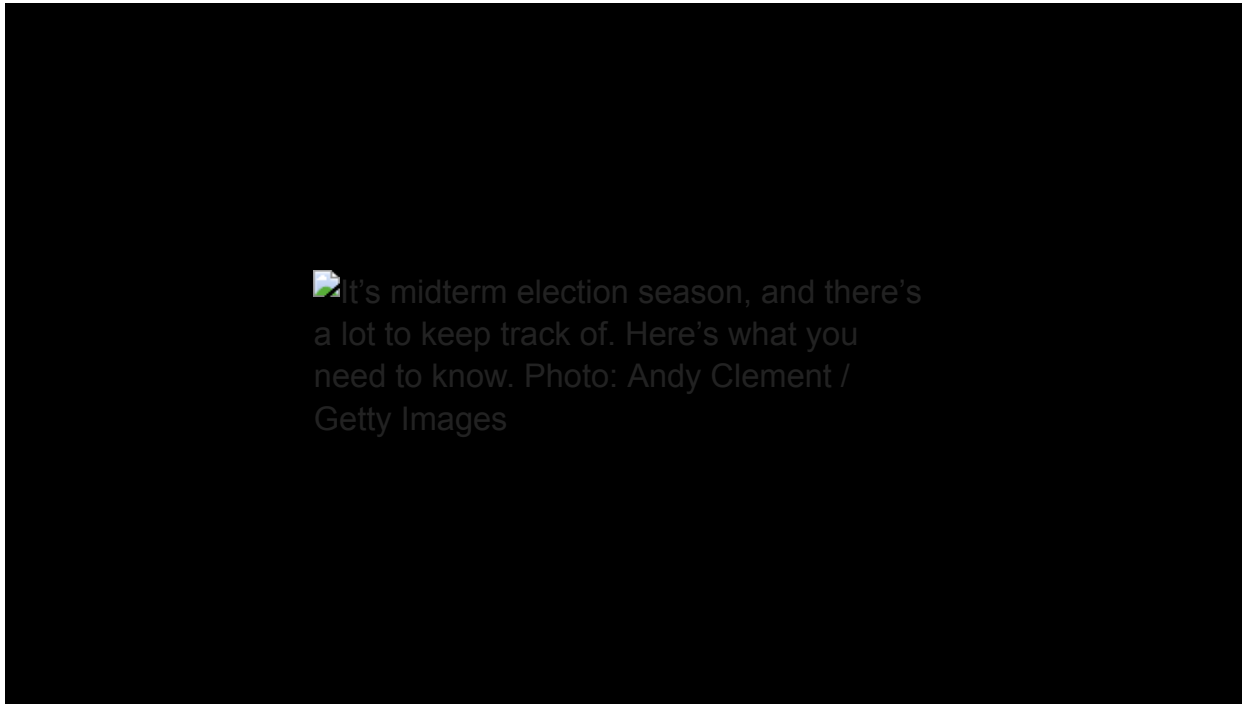 It’s midterm election season, and there’s
a lot to keep track of. Here’s what you
need to know. Photo: Andy Clement /
Getty Images